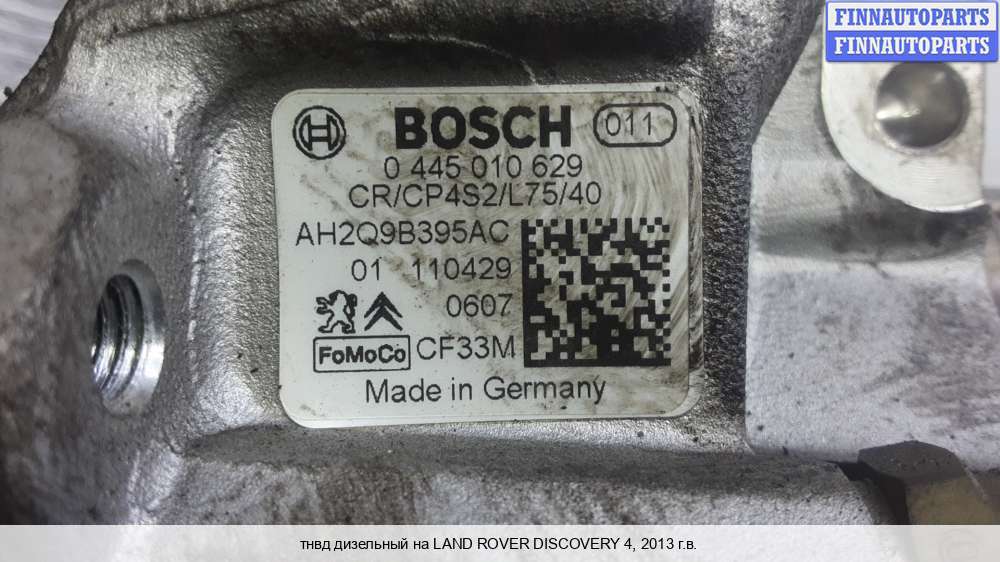 FINNAUTOPARTS
FINNAUTOPARTS
BOSCH 011
0 445 010 629
CR/CP4S2/L75/40
AH2Q9B395AC
01 110429
0607
FoMoCo CF33M
Made in Germany
тнвд дизельный на LAND ROVER DISCOVERY 4, 2013 г.в.